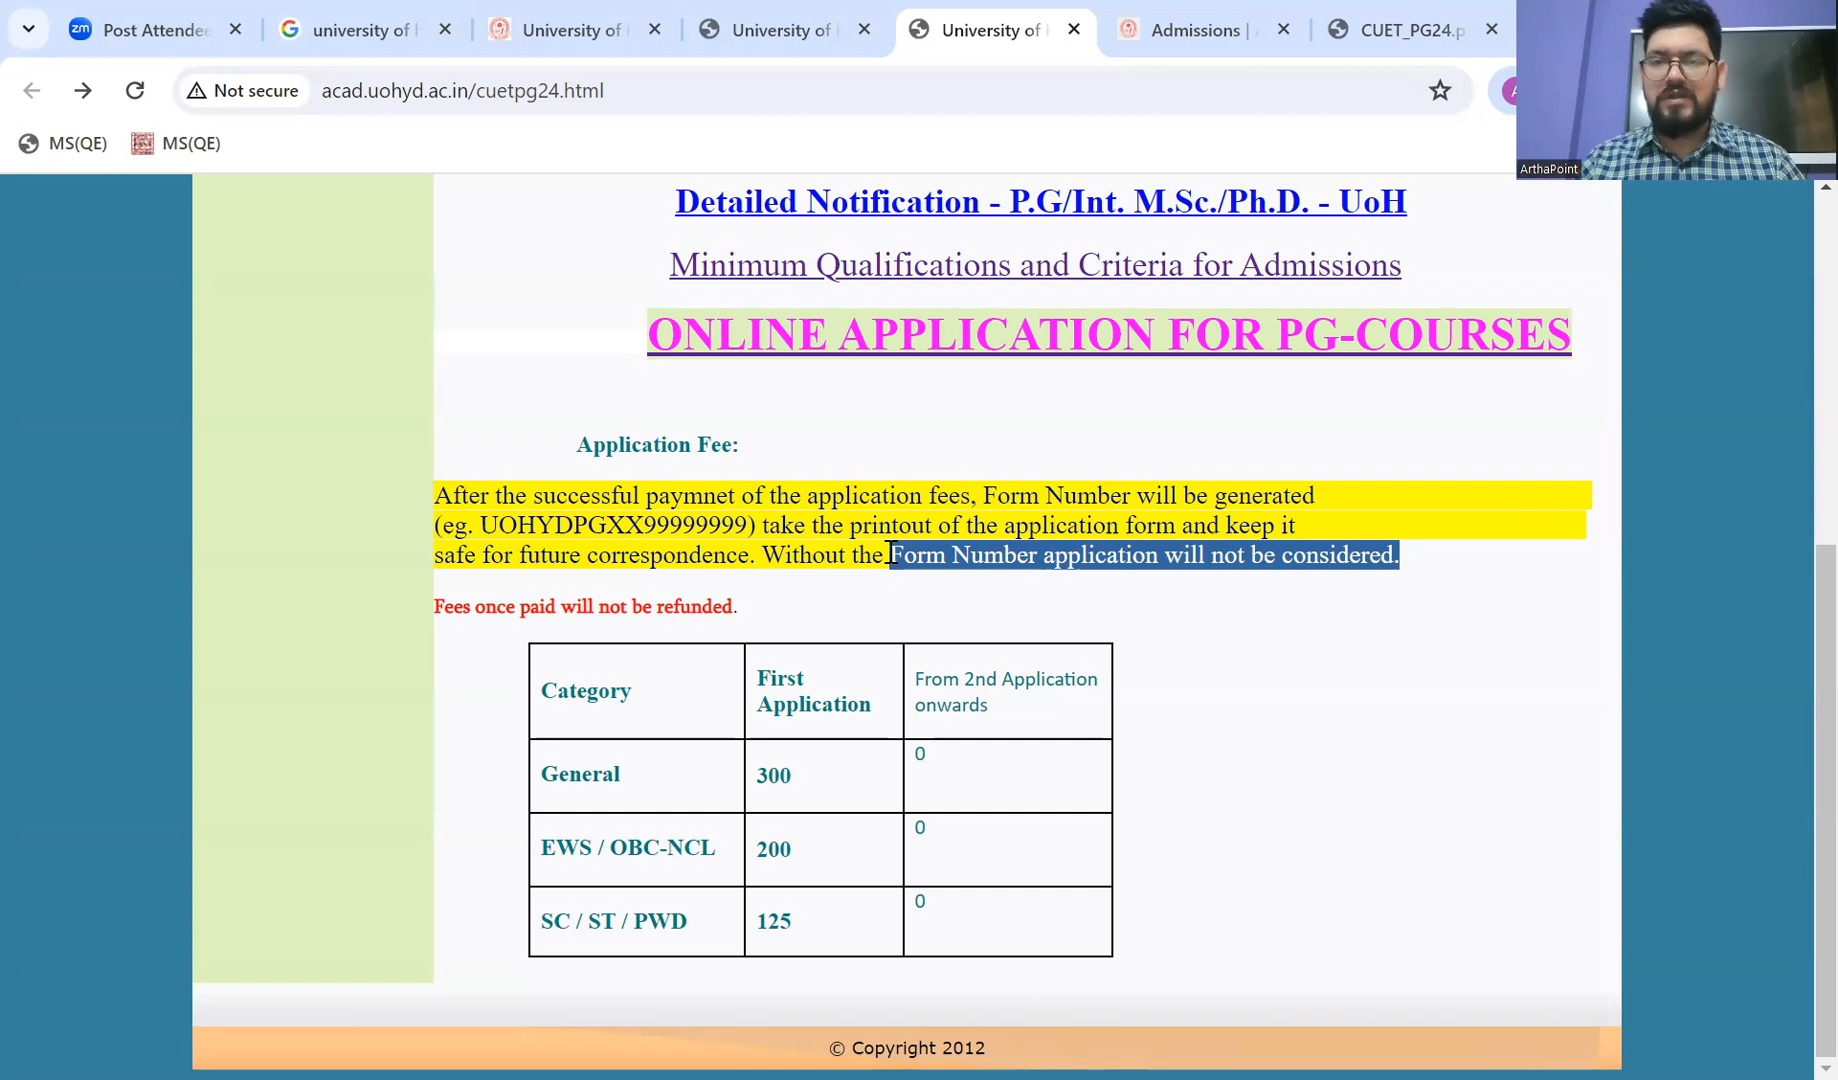 Post Attendee
university of
University of
University of
University of
Admissions |
CUET_PG24.p
Not secure
acad.uohyd.ac.in/cuetpg24.html
MS(QE)
MS(QE)
ArthaPoint
Detailed Notification - P.G/Int. M.Sc./Ph.D. - UoH
Minimum Qualifications and Criteria for Admissions
ONLINE APPLICATION FOR PG-COURSES
Application Fee:
After the successful paymnet of the application fees, Form Number will be generated
(eg. UOHYDPGXX99999999) take the printout of the application form and keep it
safe for future correspondence. Without the Form Number application will not be considered.
Fees once paid will not be refunded.
Category
First
Application
From 2nd Application
onwards
General
300
0
EWS / OBC-NCL
200
0
SC / ST / PWD
125
0
© Copyright 2012